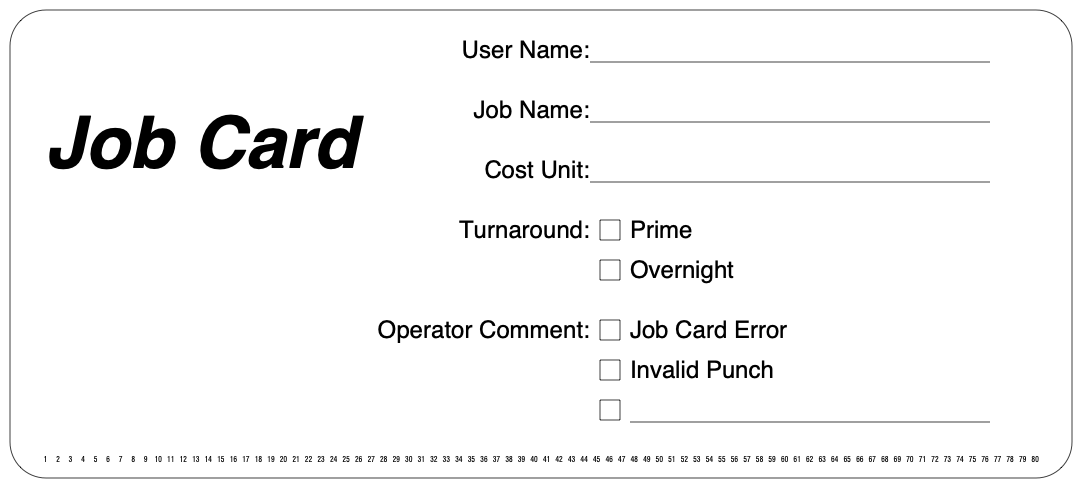 User Name:
Job Name:
Job Card
Cost Unit:
Turnaround: Prime
Overnight
Operator Comment: Job Card Error
Invalid Punch
1 2 3 4 5 6 7 8 9 10 11 12 13 14 15 16 17 18 19 20 21 22 23 24 25 26 27 28 29 30 31 32 33 34 35 36 37 38 39 40 41 42 43 44 45 46 47 48 49 50 51 52 53 54 55 56 57 58 59 60 61 62 63 64 65 66 67 68 69 70 71 72 73 74 75 76 77 78 79 80